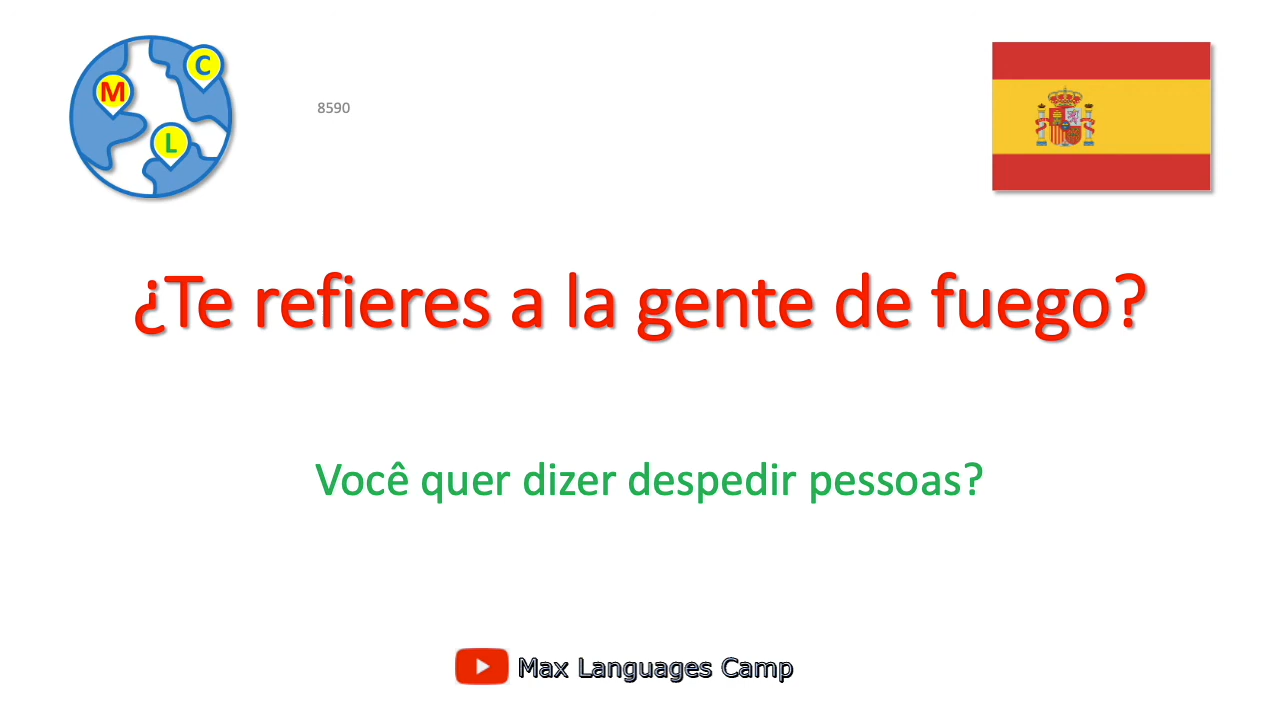 M
C
L
8590
¿Te refieres a la gente de fuego?
Você quer dizer despedir pessoas?
Max Languages Camp